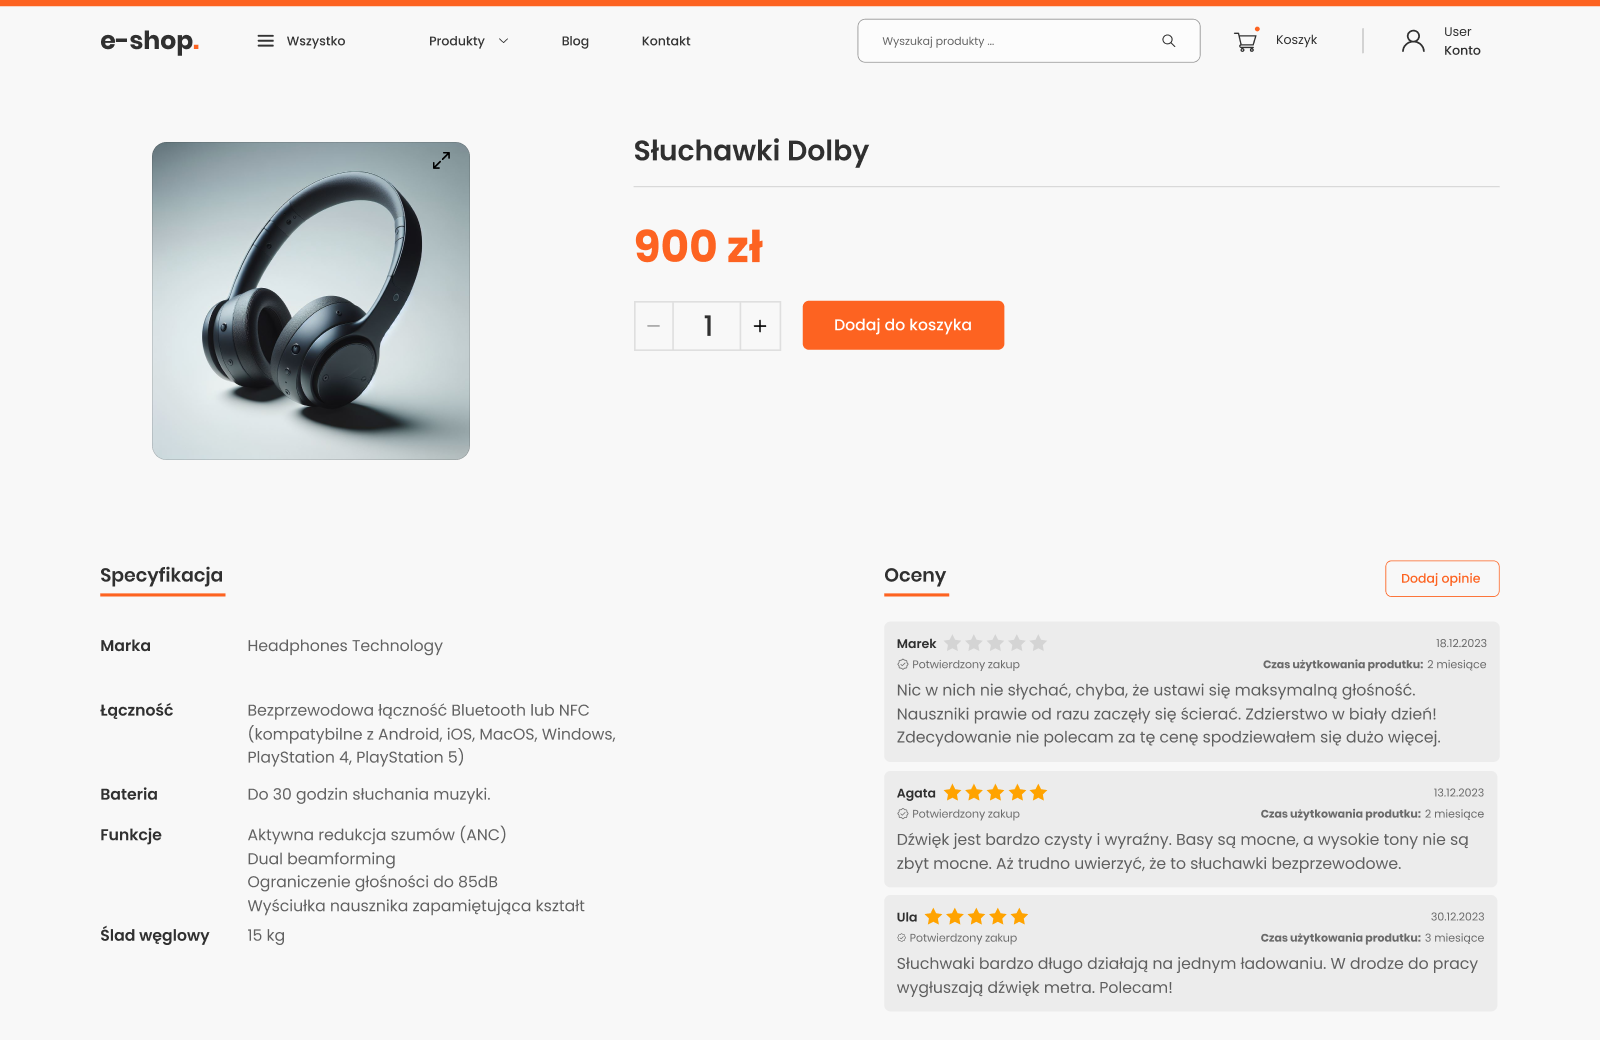 e-shop.
Wszystko
Produkty
Blog
Kontakt
Wyszukaj produkty ...
Koszyk
User
Konto
Słuchawki Dolby
900 zł
1
Dodaj do koszyka
Specyfikacja
Marka Headphones Technology
Łączność Bezprzewodowa łączność Bluetooth lub NFC
(kompatybilne z Android, iOS, MacOS, Windows,
PlayStation 4, PlayStation 5)
Bateria Do 30 godzin słuchania muzyki.
Funkcje Aktywna redukcja szumów (ANC)
Dual beamforming
Ograniczenie głośności do 85dB
Wyściułka nausznika zapamiętująca kształt
Ślad węglowy 15 kg
Oceny
Dodaj opinie
Marek 18.12.2023
Potwierdzony zakup Czas użytkowania produtku: 2 miesiące
Nic w nich nie słychać, chyba, że ustawi się maksymalną głośność.
Nauszniki prawie od razu zaczęły się ścierać. Zdzierstwo w biały dzień!
Zdecydowanie nie polecam za tę cenę spodziewałem się dużo więcej.
Agata 13.12.2023
Potwierdzony zakup Czas użytkowania produtku: 2 miesiące
Dźwięk jest bardzo czysty i wyraźny. Basy są mocne, a wysokie tony nie są
zbyt mocne. Aż trudno uwierzyć, że to słuchawki bezprzewodowe.
Ula 30.12.2023
Potwierdzony zakup Czas użytkowania produtku: 3 miesiące
Słuchwaki bardzo długo działają na jednym ładowaniu. W drodze do pracy
wygłuszają dźwięk metra. Polecam!